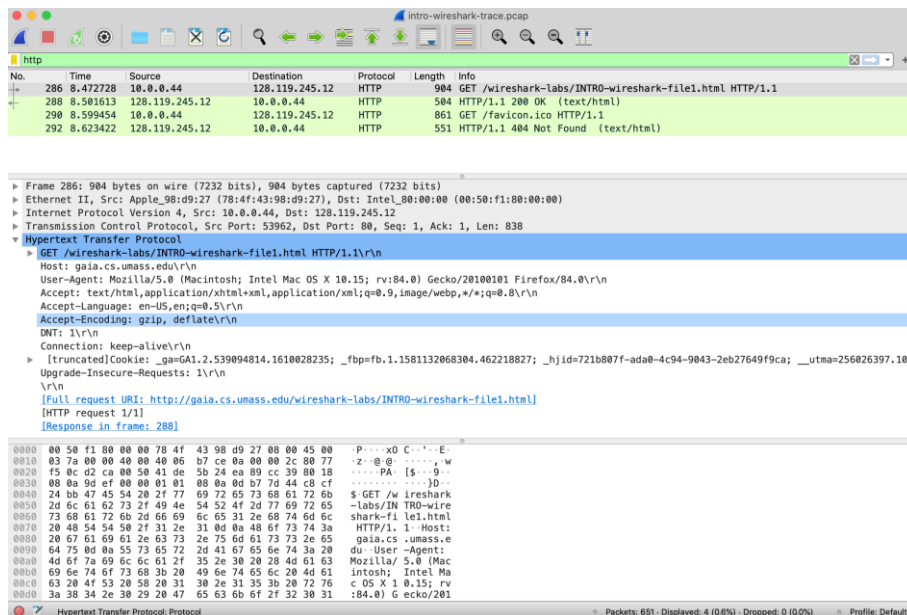 intro-wireshark-trace.pcap
http
No. Time Source Destination Protocol Length Info
286 8.472728 10.0.0.44 128.119.245.12 HTTP 904 GET /wireshark-labs/INTRO-wireshark-file1.html HTTP/1.1
288 8.501613 128.119.245.12 10.0.0.44 HTTP 504 HTTP/1.1 200 OK (text/html)
290 8.599454 10.0.0.44 128.119.245.12 HTTP 861 GET /favicon.ico HTTP/1.1
292 8.623422 128.119.245.12 10.0.0.44 HTTP 551 HTTP/1.1 404 Not Found (text/html)
Frame 286: 904 bytes on wire (7232 bits), 904 bytes captured (7232 bits)
Ethernet II, Src: Apple_98:d9:27 (78:4f:43:98:d9:27), Dst: Intel_80:00:00 (00:50:f1:80:00:00)
Internet Protocol Version 4, Src: 10.0.0.44, Dst: 128.119.245.12
Transmission Control Protocol, Src Port: 53962, Dst Port: 80, Seq: 1, Ack: 1, Len: 838
Hypertext Transfer Protocol
GET /wireshark-labs/INTRO-wireshark-file1.html HTTP/1.1\r\n
Host: gaia.cs.umass.edu\r\n
User-Agent: Mozilla/5.0 (Macintosh; Intel Mac OS X 10.15; rv:84.0) Gecko/20100101 Firefox/84.0\r\n
Accept: text/html,application/xhtml+xml,application/xml;q=0.9,image/webp,*/*;q=0.8\r\n
Accept-Language: en-US,en;q=0.5\r\n
Accept-Encoding: gzip, deflate\r\n
DNT: 1\r\n
Connection: keep-alive\r\n
[truncated]Cookie: _ga=GA1.2.539094814.1610028235; _fbp=fb.1.1581132068304.462218827; _hjid=721b807f-ada0-4c94-9043-2eb27649f9ca; __utma=256026397.10
Upgrade-Insecure-Requests: 1\r\n
\r\n
[Full request URI: http://gaia.cs.umass.edu/wireshark-labs/INTRO-wireshark-file1.html]
[HTTP request 1/1]
[Response in frame: 288]
0000 00 50 f1 80 00 00 78 4f 43 98 d9 27 08 00 45 00 ·P····xO C··'··E·
0010 03 7a 00 00 40 00 40 06 b7 ce 0a 00 00 2c 80 77 ·z··@·@· ·····,·w
0020 f5 0c d2 ca 00 50 41 de 5b 24 ea 89 cc 39 80 18 ·····PA· [$···9··
0030 08 0a 9d ef 00 00 01 01 08 0a 0d b7 7d 44 c8 cf ········ ····}D··
0040 24 bb 47 45 54 20 2f 77 69 72 65 73 68 61 72 6b $·GET /w ireshark
0050 2d 6c 61 62 73 2f 49 4e 54 52 4f 2d 77 69 72 65 -labs/IN TRO-wire
0060 73 68 61 72 6b 2d 66 69 6c 65 31 2e 68 74 6d 6c shark-fi le1.html
0070 20 48 54 54 50 2f 31 2e 31 0d 0a 48 6f 73 74 3a HTTP/1. 1··Host:
0080 20 67 61 69 61 2e 63 73 2e 75 6d 61 73 73 2e 65 gaia.cs .umass.e
0090 64 75 0d 0a 55 73 65 72 2d 41 67 65 6e 74 3a 20 du··User -Agent:
00a0 4d 6f 7a 69 6c 6c 61 2f 35 2e 30 20 28 4d 61 63 Mozilla/ 5.0 (Mac
00b0 69 6e 74 6f 73 68 3b 20 49 6e 74 65 6c 20 4d 61 intosh; Intel Ma
00c0 63 20 4f 53 20 58 20 31 30 2e 31 35 3b 20 72 76 c OS X 1 0.15; rv
00d0 3a 38 34 2e 30 29 20 47 65 63 6b 6f 2f 32 30 31 :84.0) G ecko/201
Hypertext Transfer Protocol: Protocol Packets: 651 · Displayed: 4 (0.6%) · Dropped: 0 (0.0%) Profile: Default